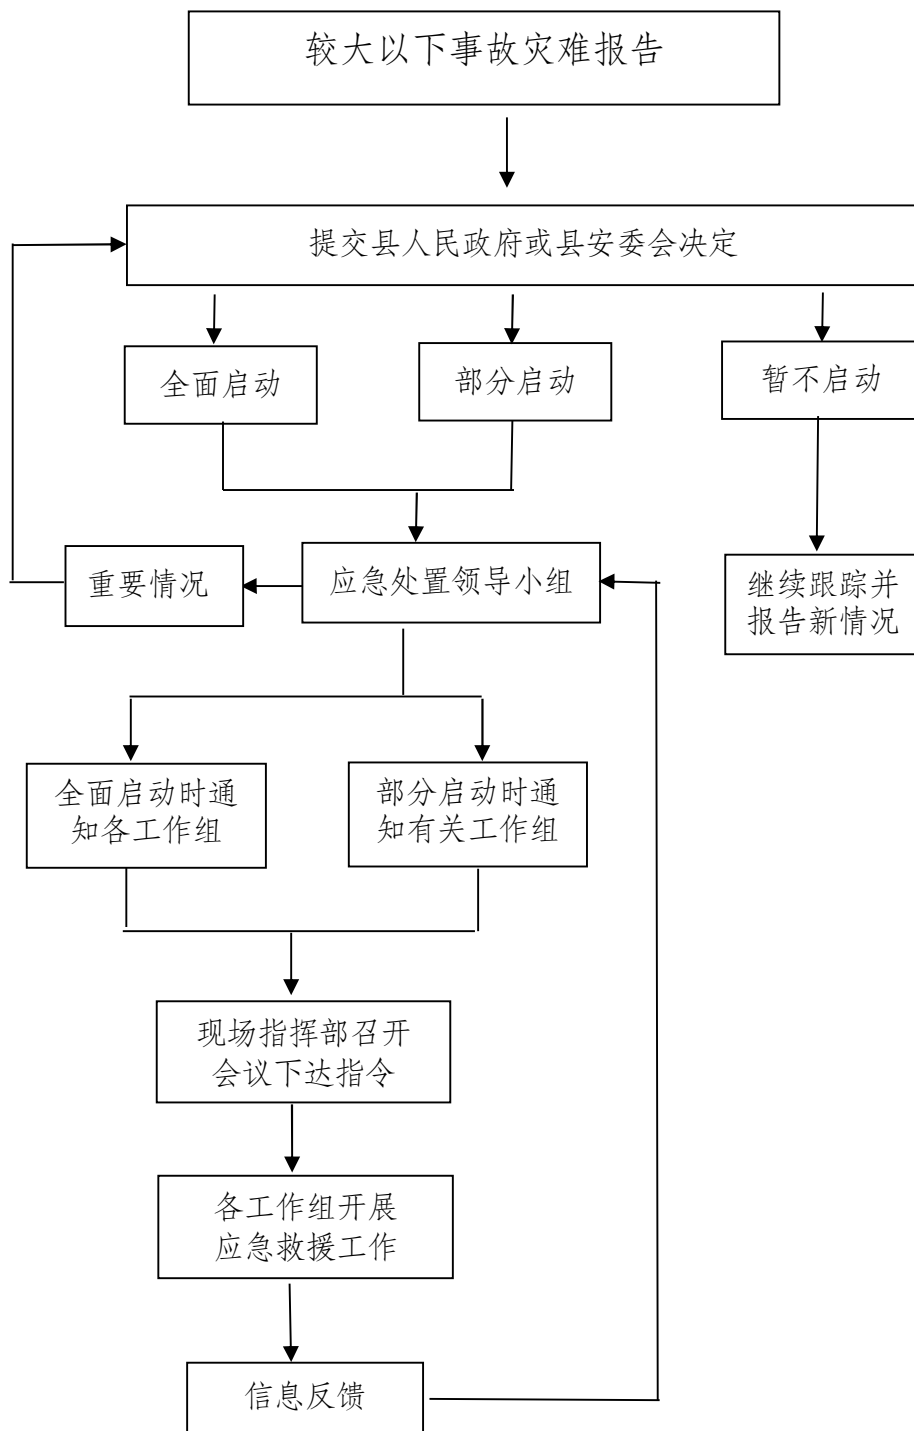 较大以下事故灾难报告
提交县人民政府或县安委会决定
全面启动
部分启动
暂不启动
重要情况
应急处置领导小组
继续跟踪并
报告新情况
全面启动时通
知各工作组
部分启动时通
知有关工作组
现场指挥部召开
会议下达指令
各工作组开展
应急救援工作
信息反馈